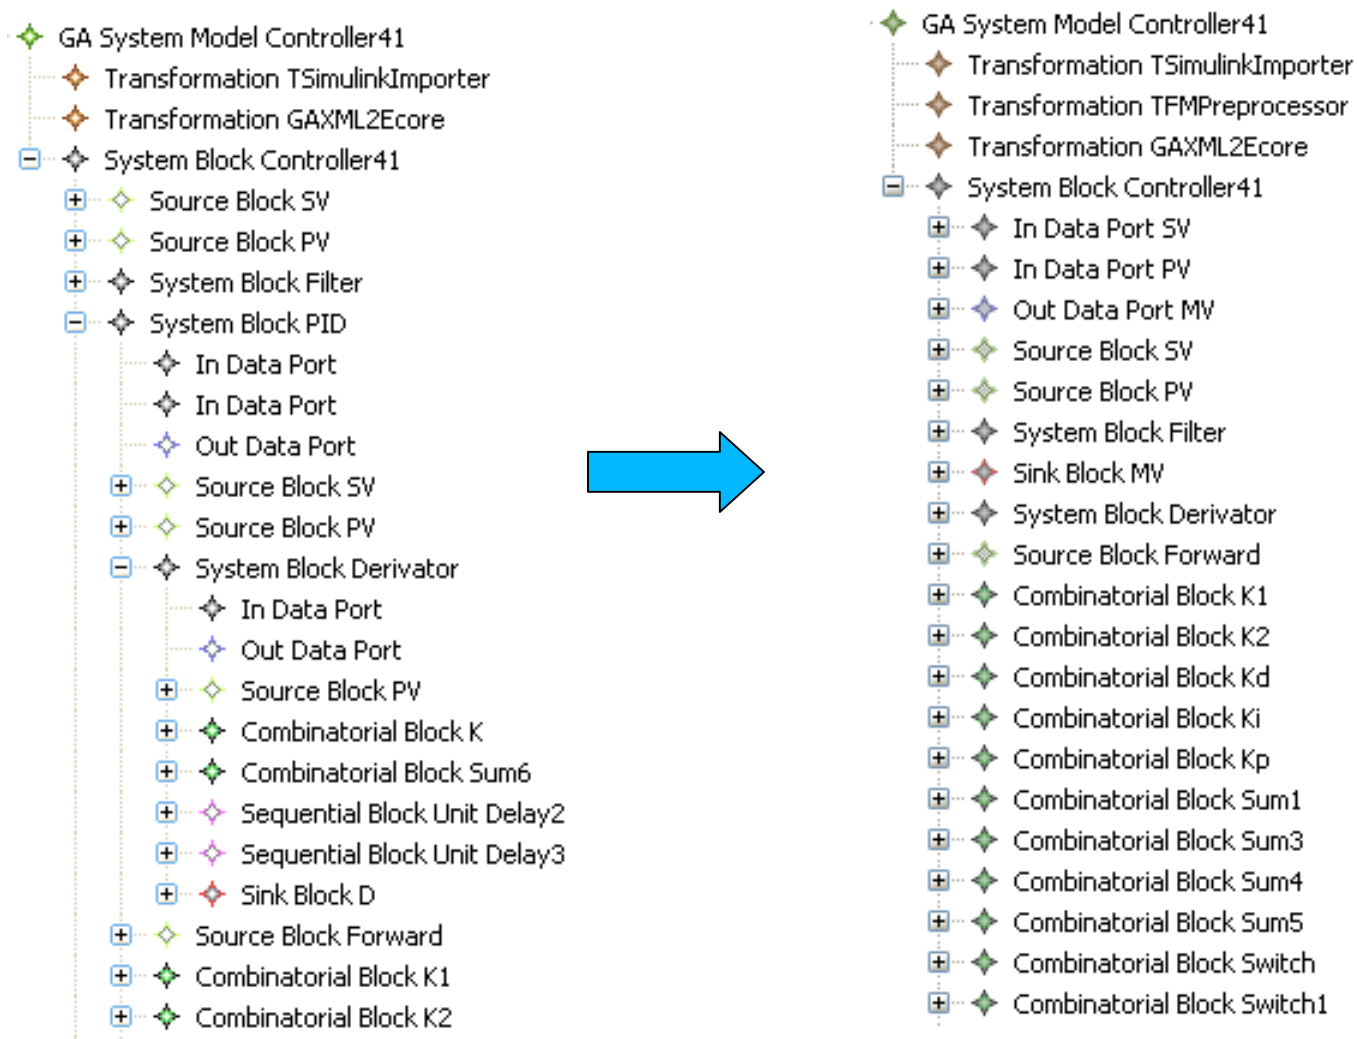 GA System Model Controller41
Transformation TSimulinkImporter
Transformation GAXML2Ecore
System Block Controller41
Source Block SV
Source Block PV
System Block Filter
System Block PID
In Data Port
In Data Port
Out Data Port
Source Block SV
Source Block PV
System Block Derivator
In Data Port
Out Data Port
Source Block PV
Combinatorial Block K
Combinatorial Block Sum6
Sequential Block Unit Delay2
Sequential Block Unit Delay3
Sink Block D
Source Block Forward
Combinatorial Block K1
Combinatorial Block K2
GA System Model Controller41
Transformation TSimulinkImporter
Transformation TFMPreprocessor
Transformation GAXML2Ecore
System Block Controller41
In Data Port SV
In Data Port PV
Out Data Port MV
Source Block SV
Source Block PV
System Block Filter
Sink Block MV
System Block Derivator
Source Block Forward
Combinatorial Block K1
Combinatorial Block K2
Combinatorial Block Kd
Combinatorial Block Ki
Combinatorial Block Kp
Combinatorial Block Sum1
Combinatorial Block Sum3
Combinatorial Block Sum4
Combinatorial Block Sum5
Combinatorial Block Switch
Combinatorial Block Switch1